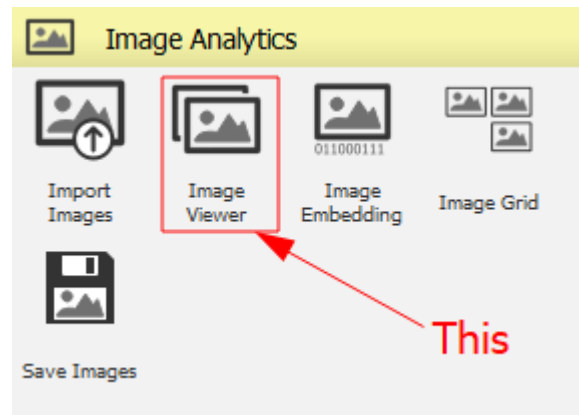 Image Analytics
Import
Images
Image
Viewer
011000111
Image
Embedding
Image Grid
This
Save Images